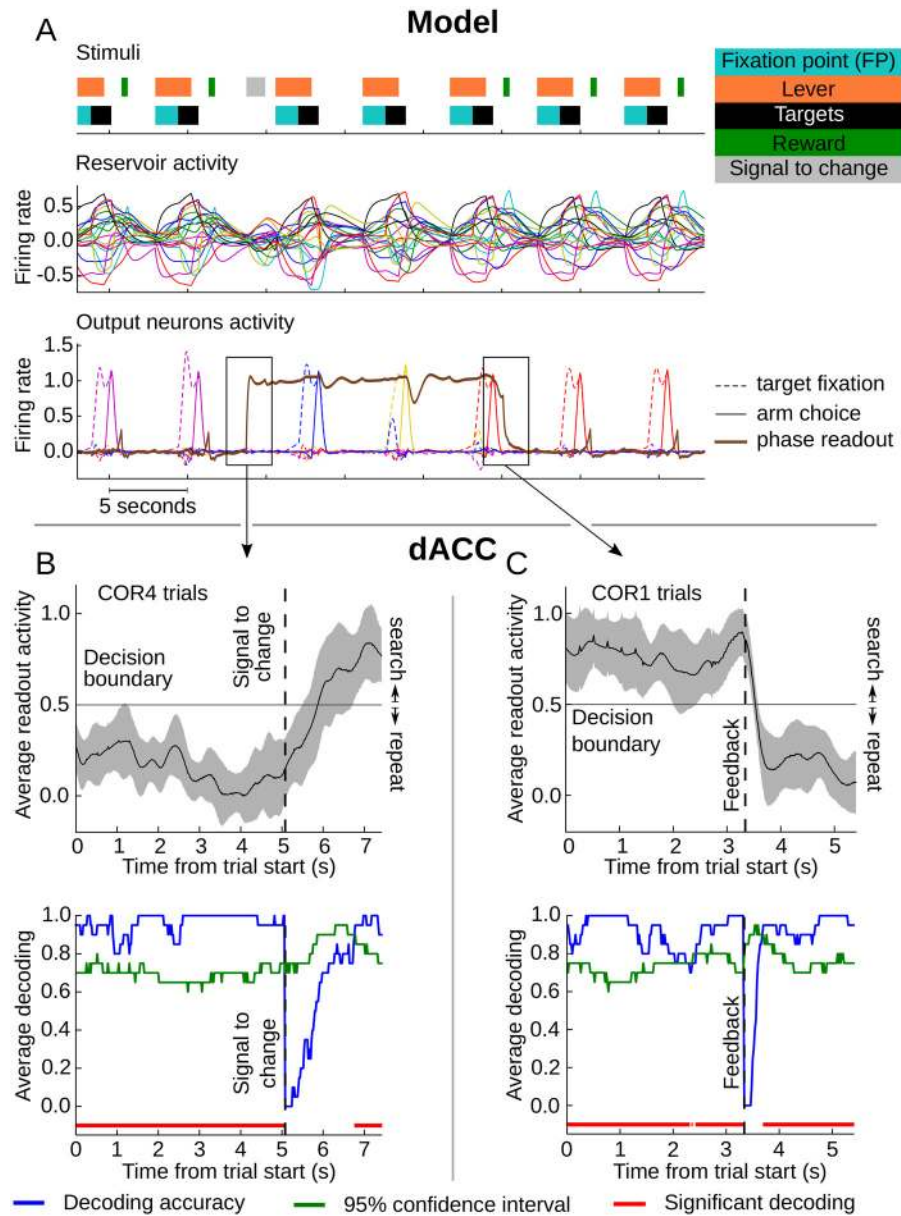 Model
A
Stimuli
Fixation point (FP)
Lever
Targets
Reward
Signal to change
Reservoir activity
Firing rate
0.5
0.0
-0.5
Output neurons activity
Firing rate
1.5
1.0
0.5
0.0
target fixation
arm choice
phase readout
5 seconds
dACC
B
COR4 trials
Average readout activity
1.0
0.5
0.0
Decision
boundary
Signal to
change
search
repeat
0 1 2 3 4 5 6 7
Time from trial start (s)
Average decoding
1.0
0.8
0.6
0.4
0.2
0.0
Signal to
change
0 1 2 3 4 5 6 7
Time from trial start (s)
C
COR1 trials
Average readout activity
1.0
0.5
0.0
Decision
boundary
Feedback
search
repeat
0 1 2 3 4 5
Time from trial start (s)
Average decoding
1.0
0.8
0.6
0.4
0.2
0.0
Feedback
0 1 2 3 4 5
Time from trial start (s)
Decoding accuracy
95% confidence interval
Significant decoding